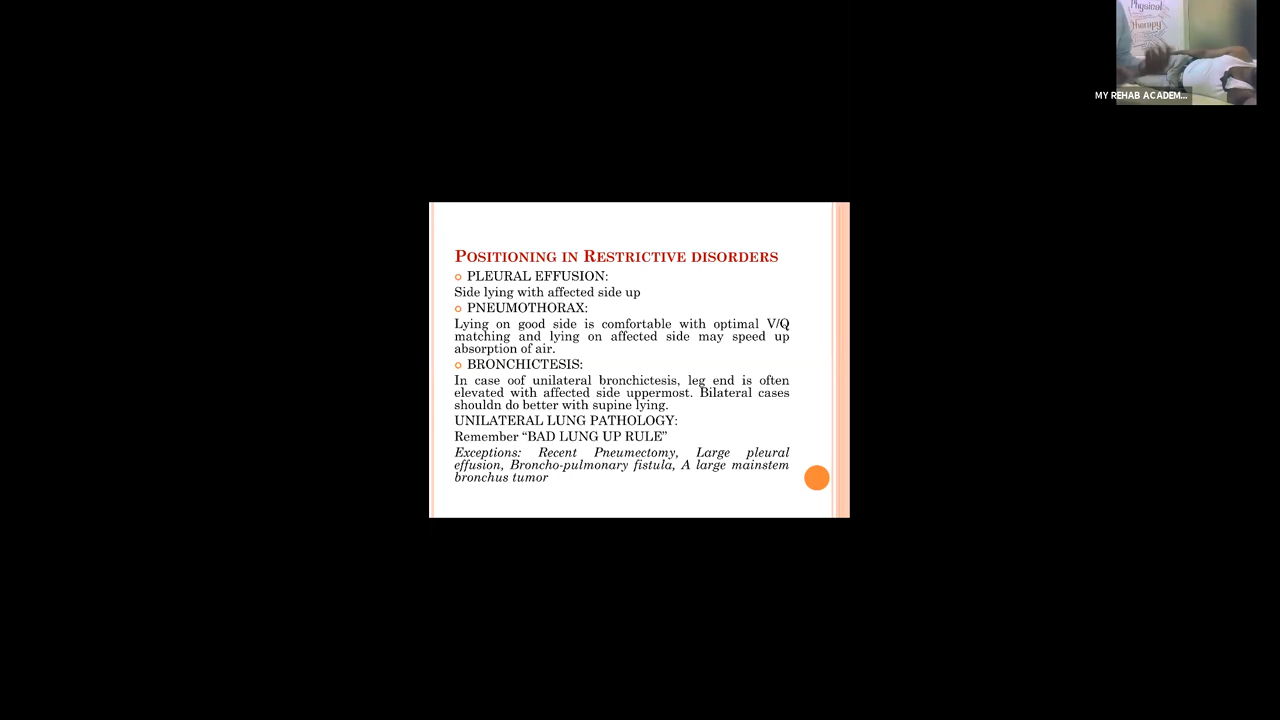 Physical
Therapy
MY REHAB ACADEM...
POSITIONING IN RESTRICTIVE DISORDERS
PLEURAL EFFUSION:
Side lying with affected side up
PNEUMOTHORAX:
Lying on good side is comfortable with optimal V/Q
matching and lying on affected side may speed up
absorption of air.
BRONCHICTESIS:
In case oof unilateral bronchictesis, leg end is often
elevated with affected side uppermost. Bilateral cases
shouldn do better with supine lying.
UNILATERAL LUNG PATHOLOGY:
Remember “BAD LUNG UP RULE”
Exceptions: Recent Pneumectomy, Large pleural
effusion, Broncho-pulmonary fistula, A large mainstem
bronchus tumor